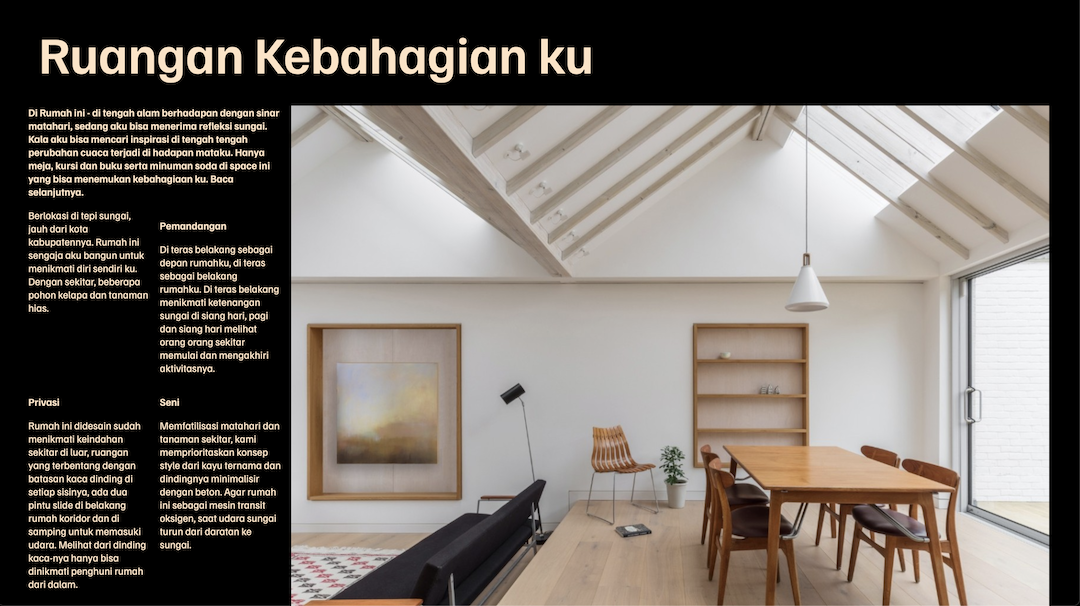 Ruangan Kebahagian ku
Di Rumah ini - di tengah alam berhadapan dengan sinar
matahari, sedang aku bisa menerima refleksi sungai.
Kala aku bisa mencari inspirasi di tengah tengah
perubahan cuaca terjadi di hadapan mataku. Hanya
meja, kursi dan buku serta minuman soda di space ini
yang bisa menemukan kebahagiaan ku. Baca
selanjutnya.
Berlokasi di tepi sungai,
jauh dari kota
kabupatennya. Rumah ini
sengaja aku bangun untuk
menikmati diri sendiri ku.
Dengan sekitar, beberapa
pohon kelapa dan tanaman
hias.
Pemandangan
Di teras belakang sebagai
depan rumahku, di teras
sebagai belakang
rumahku. Di teras belakang
menikmati ketenangan
sungai di siang hari, pagi
dan siang hari melihat
orang orang sekitar
memulai dan mengakhiri
aktivitasnya.
Privasi
Rumah ini didesain sudah
menikmati keindahan
sekitar di luar, ruangan
yang terbentang dengan
batasan kaca dinding di
setiap sisinya, ada dua
pintu slide di belakang
rumah koridor dan di
samping untuk memasuki
udara. Melihat dari dinding
kaca-nya hanya bisa
dinikmati penghuni rumah
dari dalam.
Seni
Memfatilisasi matahari dan
tanaman sekitar, kami
memprioritaskan konsep
style dari kayu ternama dan
dindingnya minimalisir
dengan beton. Agar rumah
ini sebagai mesin transit
oksigen, saat udara sungai
turun dari daratan ke
sungai.